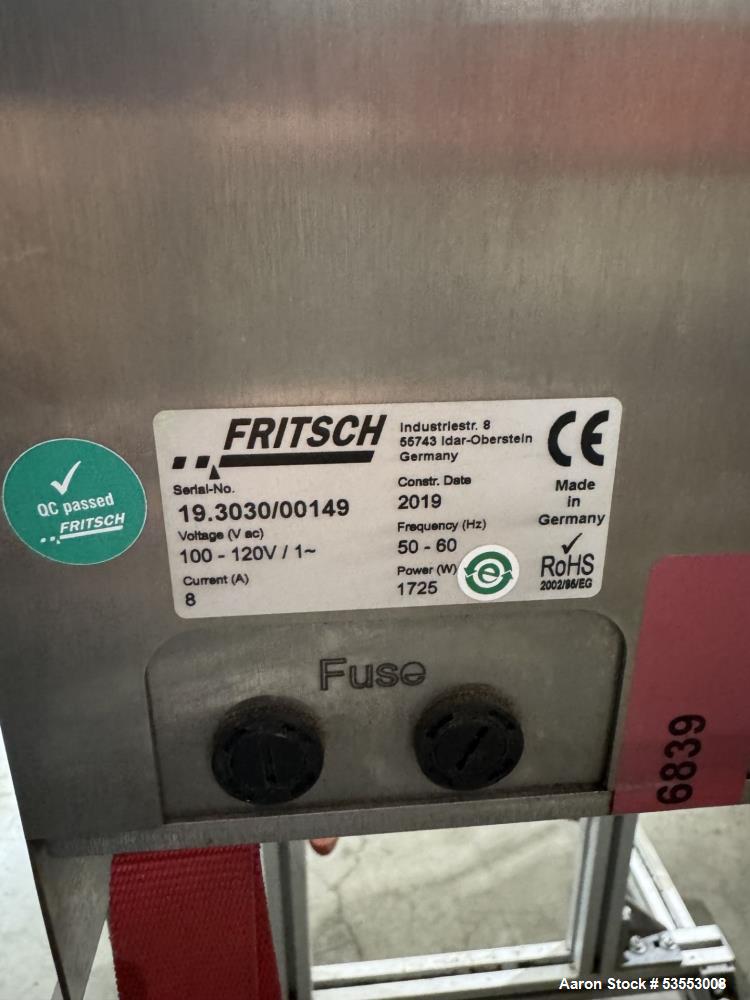 FRITSCH
Industriestr. 8
55743 Idar-Oberstein
Germany
CE
Serial-No.
19.3030/00149
Constr. Date
2019
Made
in
Germany
Voltage (V ac)
100 - 120V / 1~
Frequency (Hz)
50 - 60
Current (A)
8
Power (W)
1725
e
RoHS
2002/95/EG
QC passed
FRITSCH
Fuse
6839
Aaron Stock # 53553008